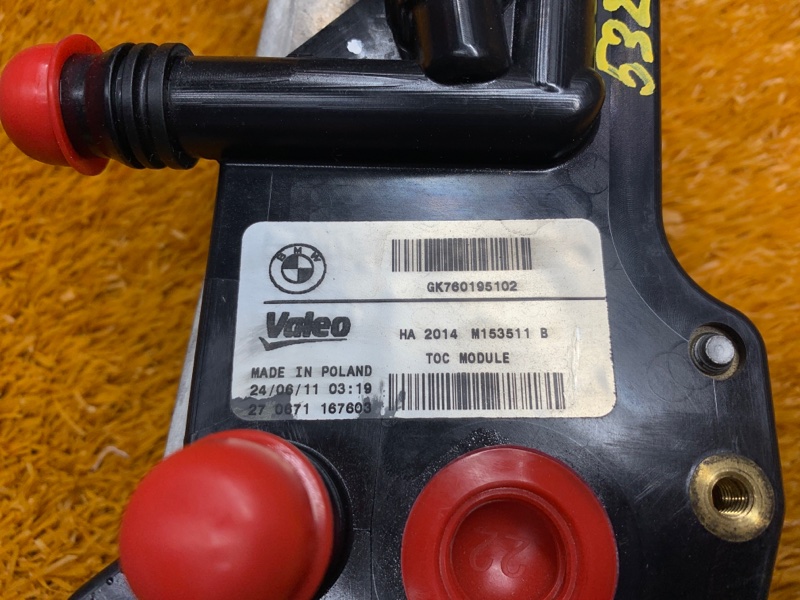 BMW
GK760195102
Valeo
HA 2014 M153511 B
TOC MODULE
MADE IN POLAND
24/06/11 03:19
27 0671 167603
22